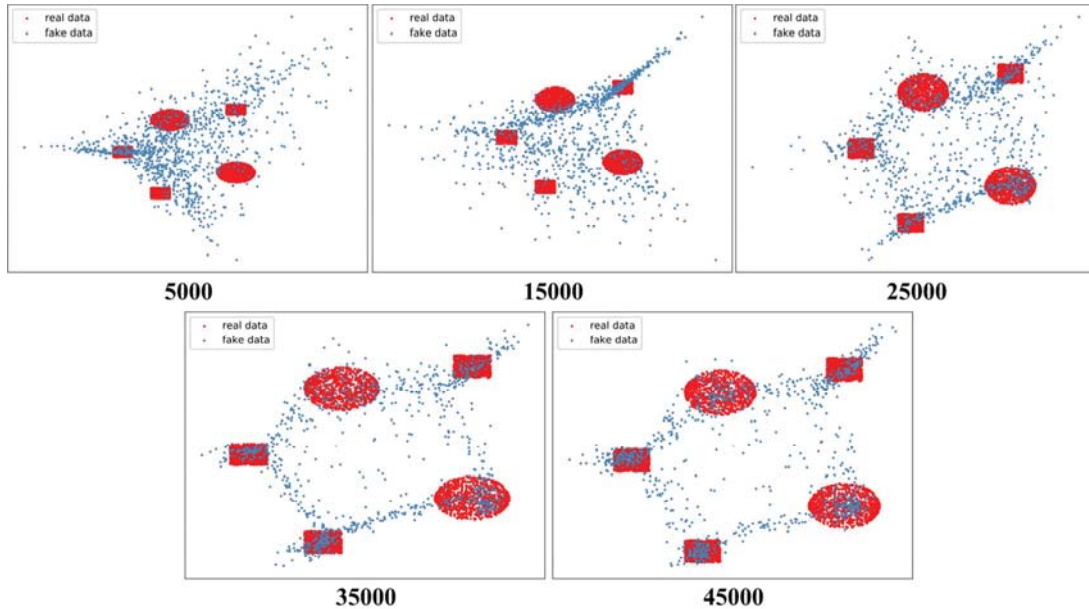 real data
fake data
real data
fake data
real data
fake data
5000
15000
25000
real data
fake data
real data
fake data
35000
45000